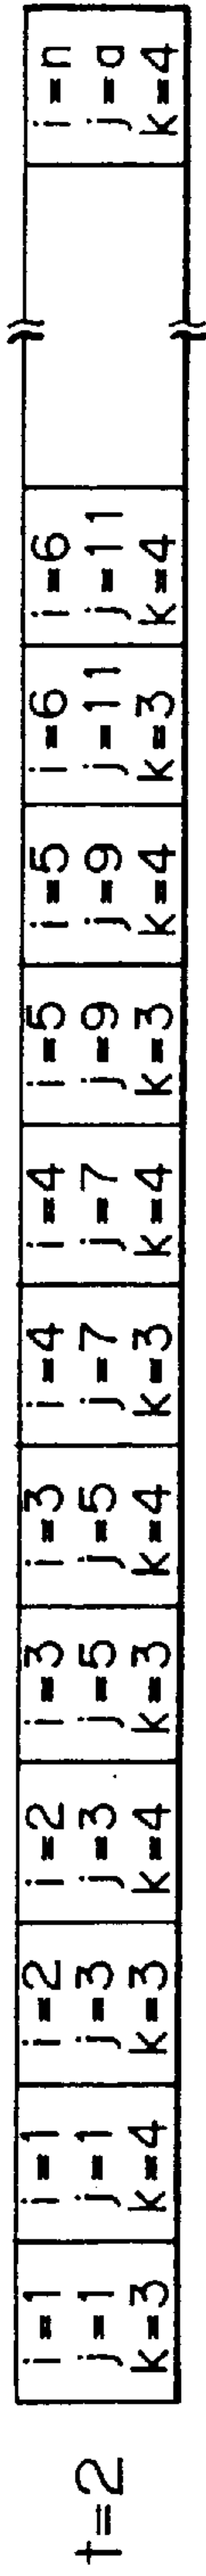 t=2
i=1
j=1
k=3
i=1
j=1
k=4
i=2
j=3
k=3
i=2
j=3
k=4
i=3
j=5
k=3
i=3
j=5
k=4
i=4
j=7
k=3
i=4
j=7
k=4
i=5
j=9
k=3
i=5
j=9
k=4
i=6
j=11
k=3
i=6
j=11
k=4
i=n
j=a
k=4